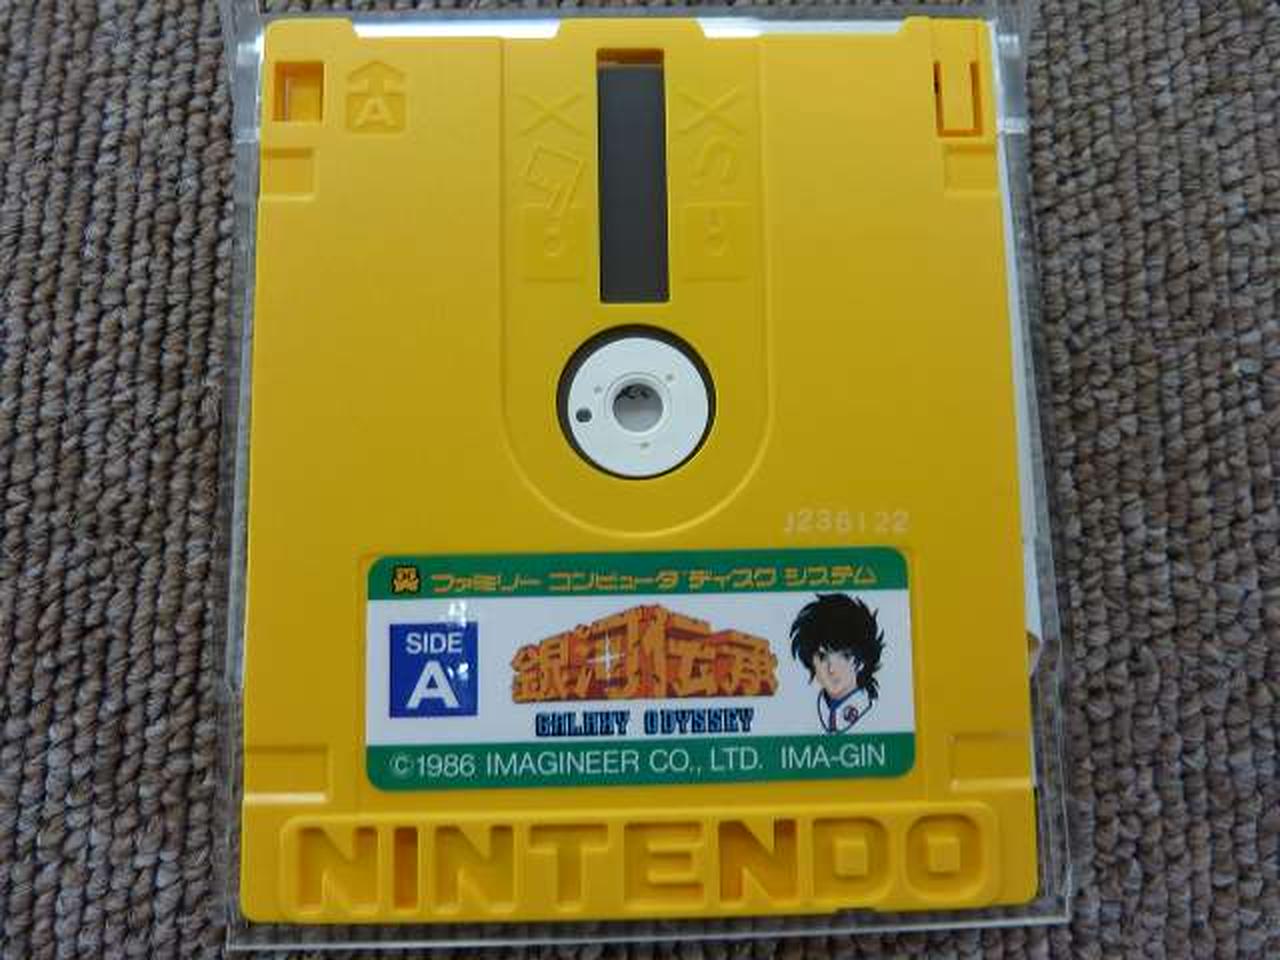 A
J236122
ファミリー コンピュータ ディスク システム
SIDE
A
銀河伝承
GALAXY ODYSSEY
©1986 IMAGINEER CO., LTD. IMA-GIN
NINTENDO